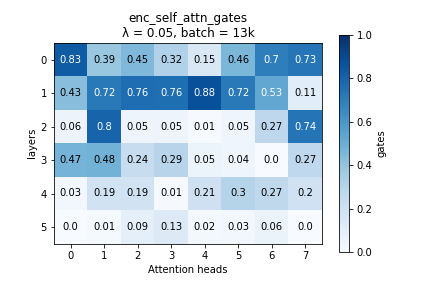 enc_self_attn_gates
λ = 0.05, batch = 13k
0 0.83 0.39 0.45 0.32 0.15 0.46 0.7 0.73
1 0.43 0.72 0.76 0.76 0.88 0.72 0.53 0.11
2 0.06 0.8 0.05 0.05 0.01 0.05 0.27 0.74
3 0.47 0.48 0.24 0.29 0.05 0.04 0.0 0.27
4 0.03 0.19 0.19 0.01 0.21 0.3 0.27 0.2
5 0.0 0.01 0.09 0.13 0.02 0.03 0.06 0.0
0 1 2 3 4 5 6 7
Attention heads
layers
1.0
0.8
0.6
0.4
0.2
0.0
gates